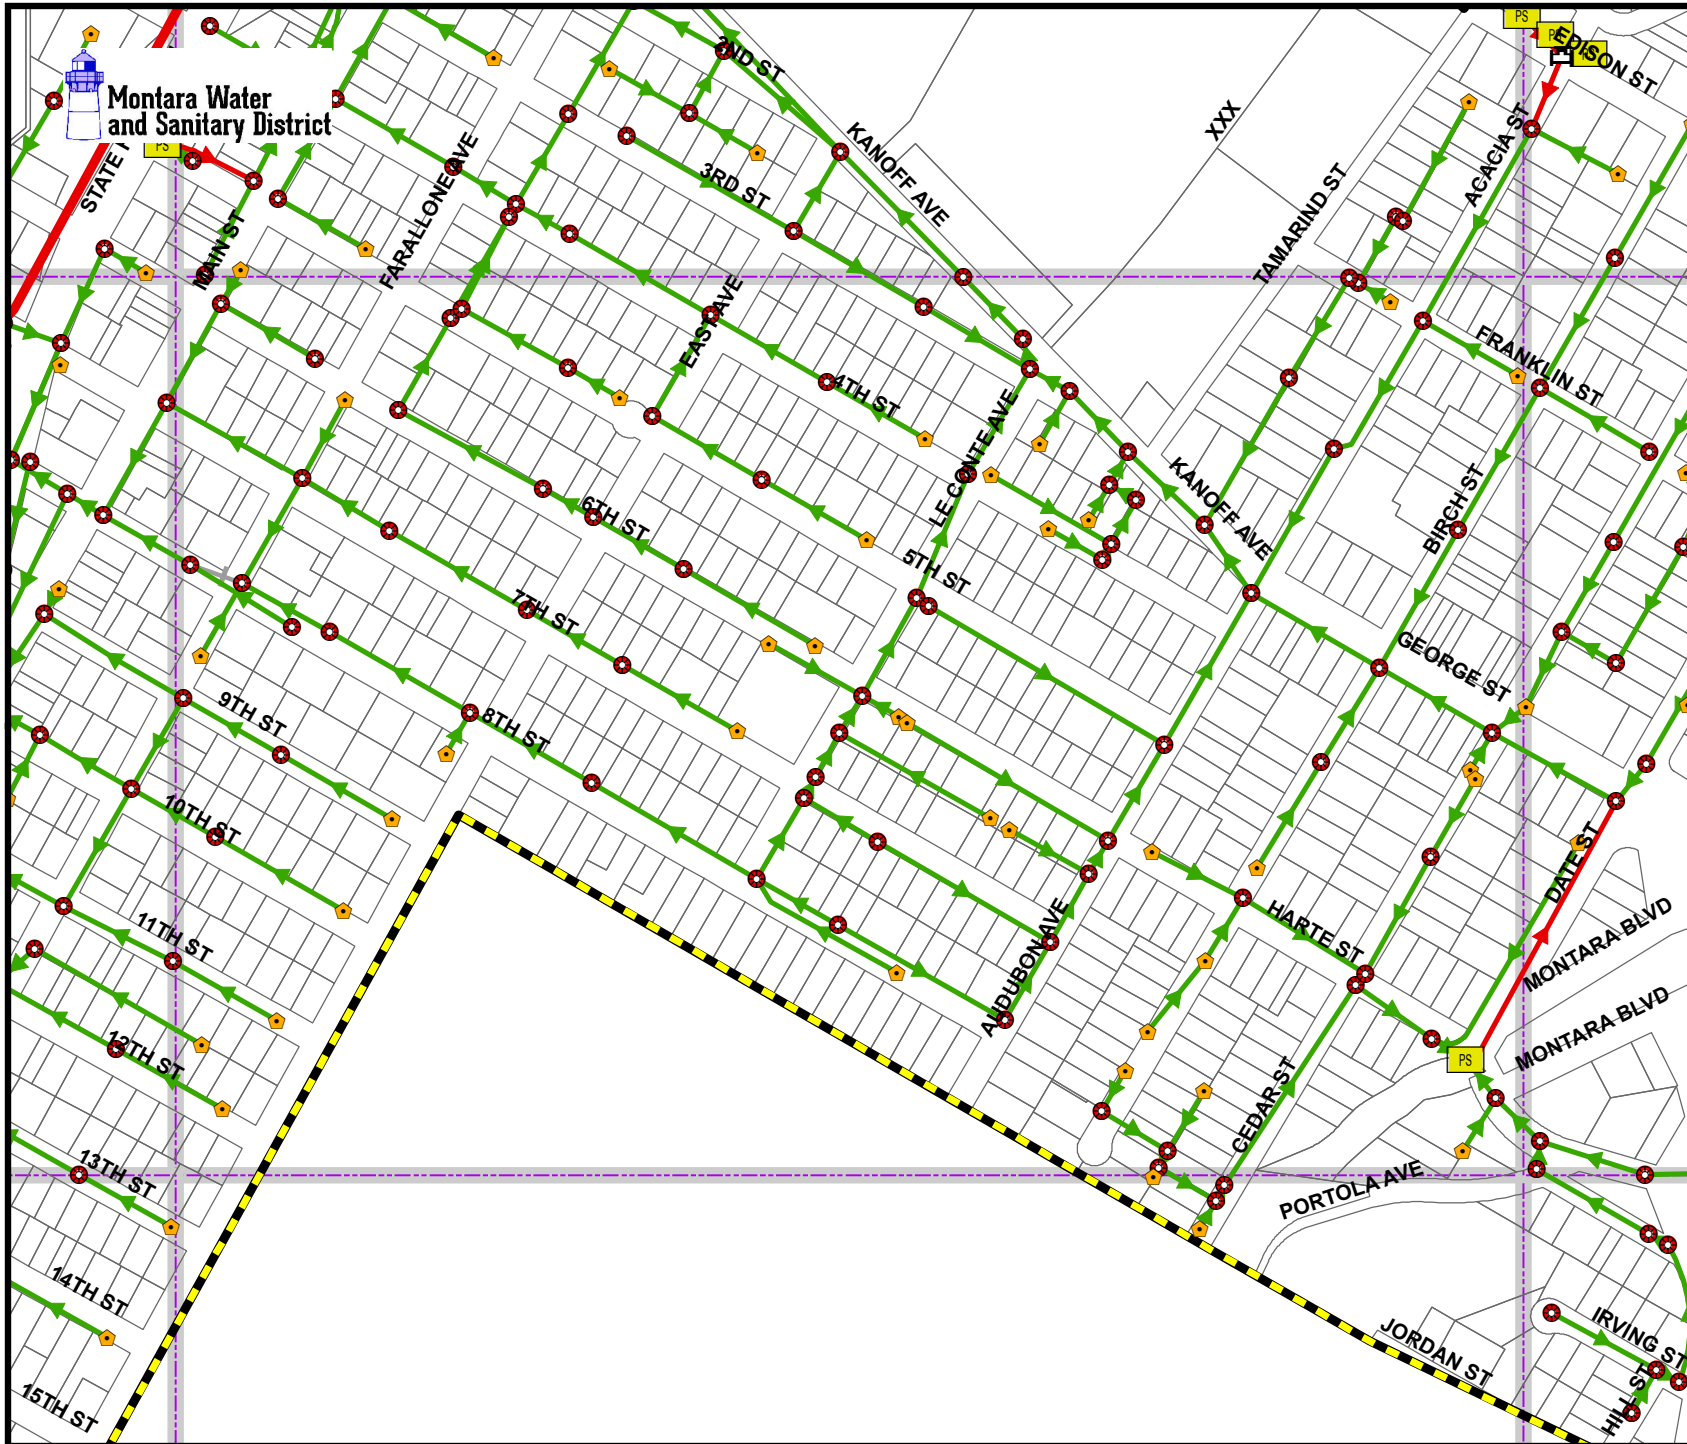 PS
PS
EDISON ST
2ND ST
Montara Water
and Sanitary District
XXX
KANOFF AVE
ACACIA ST
PS
STATE
3RD ST
FARALLONE AVE
TAMARIND ST
MAIN ST
EAST AVE
FRANKLIN ST
4TH ST
LE CONTE AVE
KANOFF AVE
6TH ST
BIRCH ST
5TH ST
7TH ST
GEORGE ST
9TH ST
8TH ST
10TH ST
DATE ST
HARTE ST
MONTARA BLVD
11TH ST
AUDUBON AVE
MONTARA BLVD
12TH ST
PS
CEDAR ST
13TH ST
PORTOLA AVE
14TH ST
JORDAN ST
IRVING ST
HILL ST
15TH ST